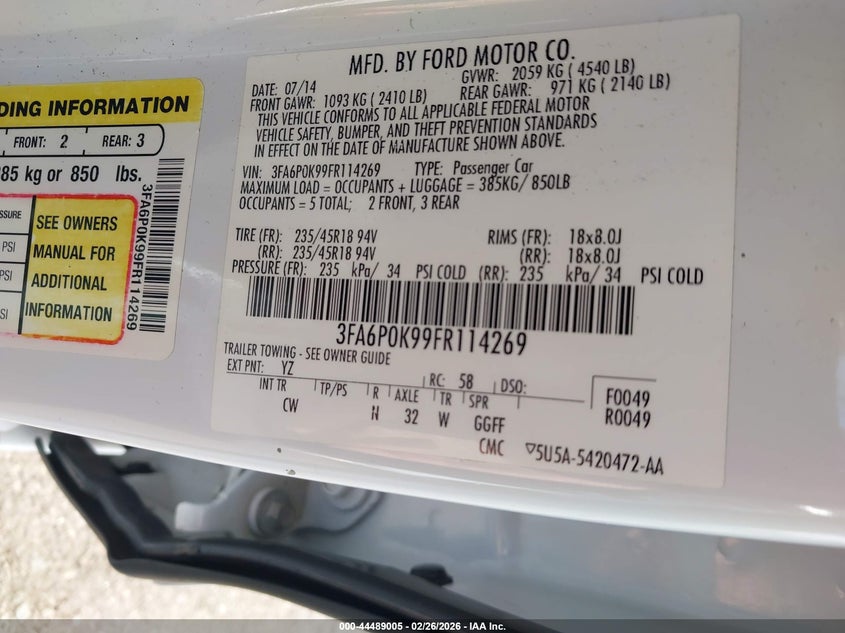 DING INFORMATION
FRONT: 2 REAR: 3
385 kg or 850 lbs.
SSURE
PSI
PSI
SI
SEE OWNERS
MANUAL FOR
ADDITIONAL
INFORMATION
3FA6P0K99FR114269
MFD. BY FORD MOTOR CO.
DATE: 07/14 GVWR: 2059 KG ( 4540 LB)
FRONT GAWR: 1093 KG ( 2410 LB) REAR GAWR: 971 KG ( 2140 LB)
THIS VEHICLE CONFORMS TO ALL APPLICABLE FEDERAL MOTOR
VEHICLE SAFETY, BUMPER, AND THEFT PREVENTION STANDARDS
IN EFFECT ON THE DATE OF MANUFACTURE SHOWN ABOVE.
VIN: 3FA6P0K99FR114269 TYPE: Passenger Car
MAXIMUM LOAD = OCCUPANTS + LUGGAGE = 385KG/ 850LB
OCCUPANTS = 5 TOTAL; 2 FRONT, 3 REAR
TIRE (FR): 235/45R18 94V RIMS (FR): 18x8.0J
(RR): 235/45R18 94V (RR): 18x8.0J
PRESSURE (FR): 235 kPa/ 34 PSI COLD (RR): 235 kPa/ 34 PSI COLD
3FA6P0K99FR114269
TRAILER TOWING - SEE OWNER GUIDE
EXT PNT: YZ RC: 58 DSO: F0049
INT TR TP/PS R AXLE TR SPR R0049
CW N 32 W GGFF
CMC ▽5U5A-5420472-AA
000-44489005 - 02/26/2026 - IAA Inc.